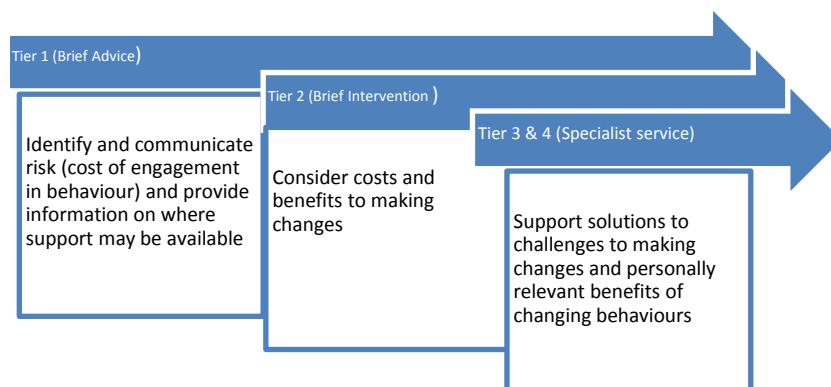 Tier 1 (Brief Advice)
Identify and communicate
risk (cost of engagement
in behaviour) and provide
information on where
support may be available
Tier 2 (Brief Intervention )
Consider costs and
benefits to making
changes
Tier 3 & 4 (Specialist service)
Support solutions to
challenges to making
changes and personally
relevant benefits of
changing behaviours